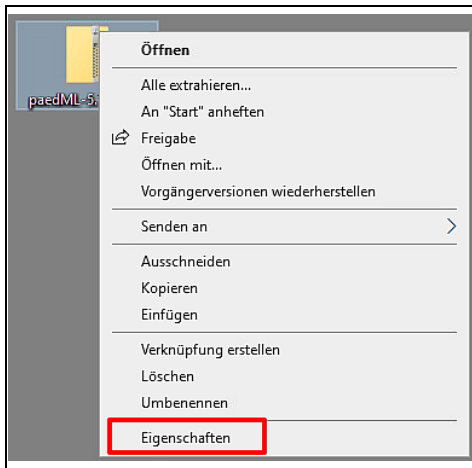 Öffnen
Alle extrahieren...
An "Start" anheften
paedML-5.
Freigabe
Öffnen mit...
Vorgängerversionen wiederherstellen
Senden an
Ausschneiden
Kopieren
Einfügen
Verknüpfung erstellen
Löschen
Umbenennen
Eigenschaften